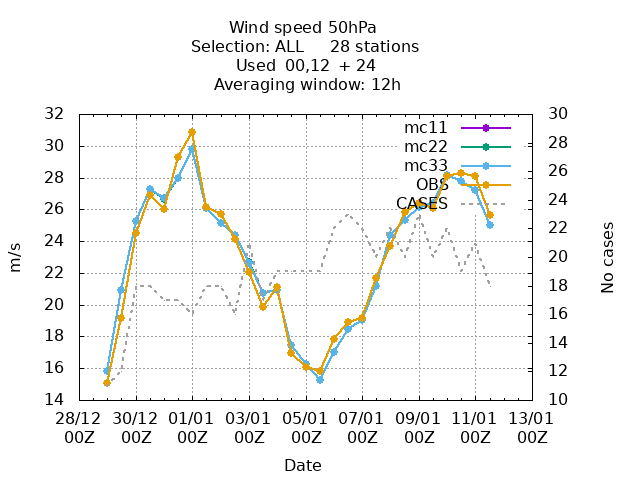 Wind speed 50hPa
Selection: ALL 28 stations
Used 00,12 + 24
Averaging window: 12h
32 30
30 28
28 26
26 24
24 22
22 20
20 18
18 16
16 14
14 12
10
mc11
mc22
mc33
OBS
CASES
m/s
No cases
28/12 30/12 01/01 03/01 05/01 07/01 09/01 11/01 13/01
00Z 00Z 00Z 00Z 00Z 00Z 00Z 00Z 00Z
Date